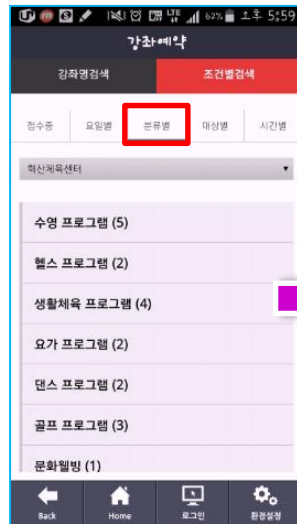 LTE 62% 오후 5:59
강좌예약
강좌명검색 조건별검색
접수중 요일별 분류별 대상별 시간별
혁신체육센터
수영 프로그램 (5)
헬스 프로그램 (2)
생활체육 프로그램 (4)
요가 프로그램 (2)
댄스 프로그램 (2)
골프 프로그램 (3)
문화웰빙 (1)
Back Home 로그인 환경설정